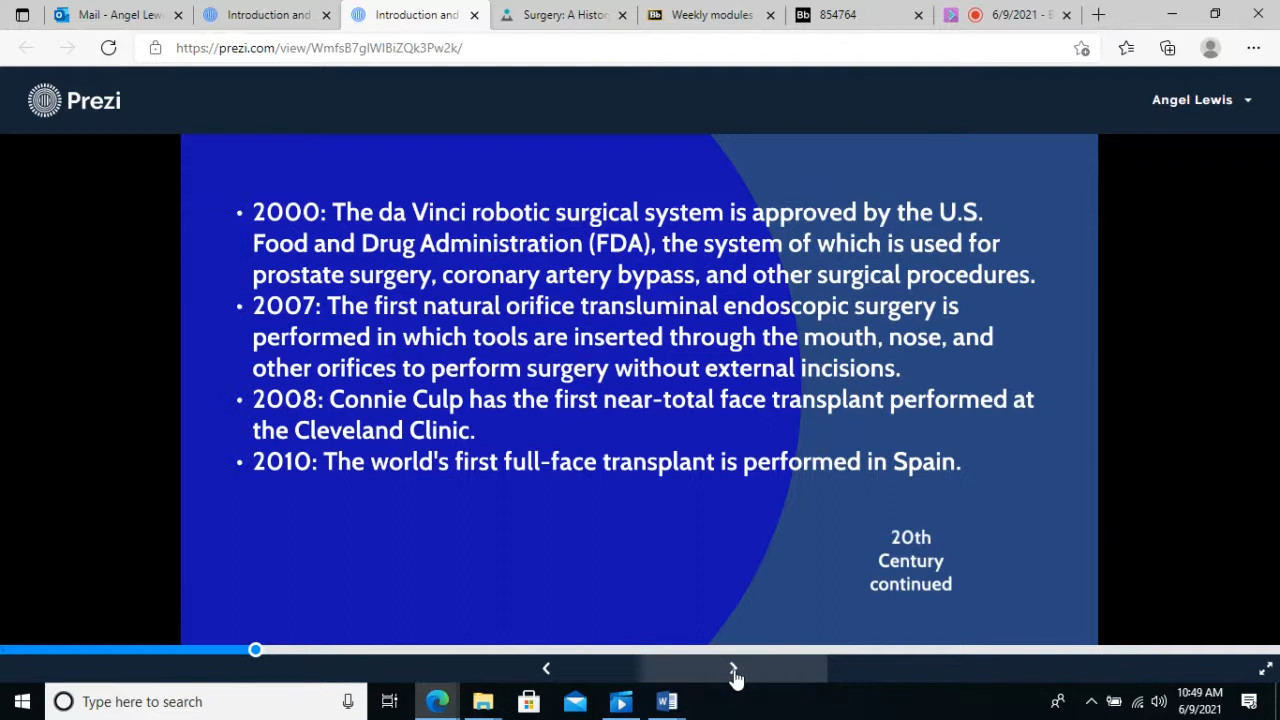 Mail - Angel Lew
Introduction and
Introduction and
Surgery: A Histor
Bb
Weekly modules
Bb
854764
6/9/2021 - E
https://prezi.com/view/WmfsB7gIWIBiZQk3Pw2k/
Prezi
Angel Lewis
• 2000: The da Vinci robotic surgical system is approved by the U.S.
Food and Drug Administration (FDA), the system of which is used for
prostate surgery, coronary artery bypass, and other surgical procedures.
• 2007: The first natural orifice transluminal endoscopic surgery is
performed in which tools are inserted through the mouth, nose, and
other orifices to perform surgery without external incisions.
• 2008: Connie Culp has the first near-total face transplant performed at
the Cleveland Clinic.
• 2010: The world's first full-face transplant is performed in Spain.
20th
Century
continued
Type here to search
10:49 AM
6/9/2021